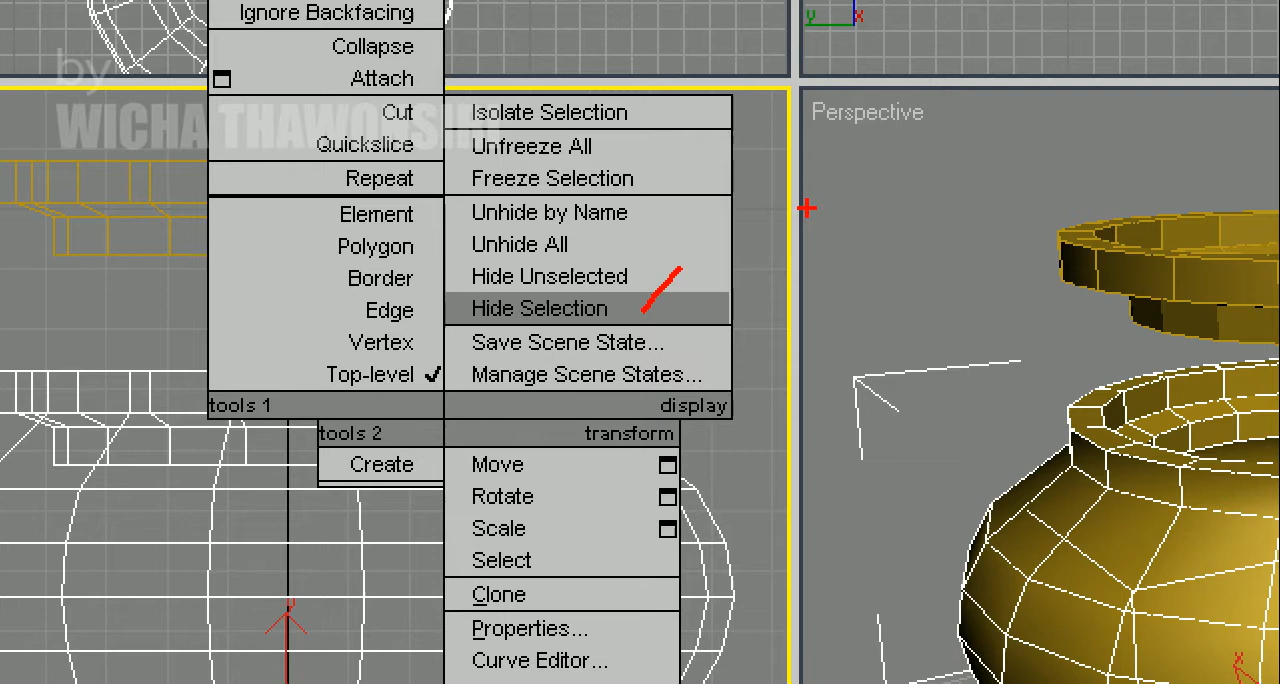 Ignore Backfacing
Collapse
Attach
Cut
Quickslice
Repeat
Element
Polygon
Border
Edge
Vertex
Top-level
tools 1
Isolate Selection
Unfreeze All
Freeze Selection
Unhide by Name
Unhide All
Hide Unselected
Hide Selection
Save Scene State...
Manage Scene States...
display
tools 2
Create
transform
Move
Rotate
Scale
Select
Clone
Properties...
Curve Editor...
by
WICHA THAWONSIRI
Perspective
y
x
y
x